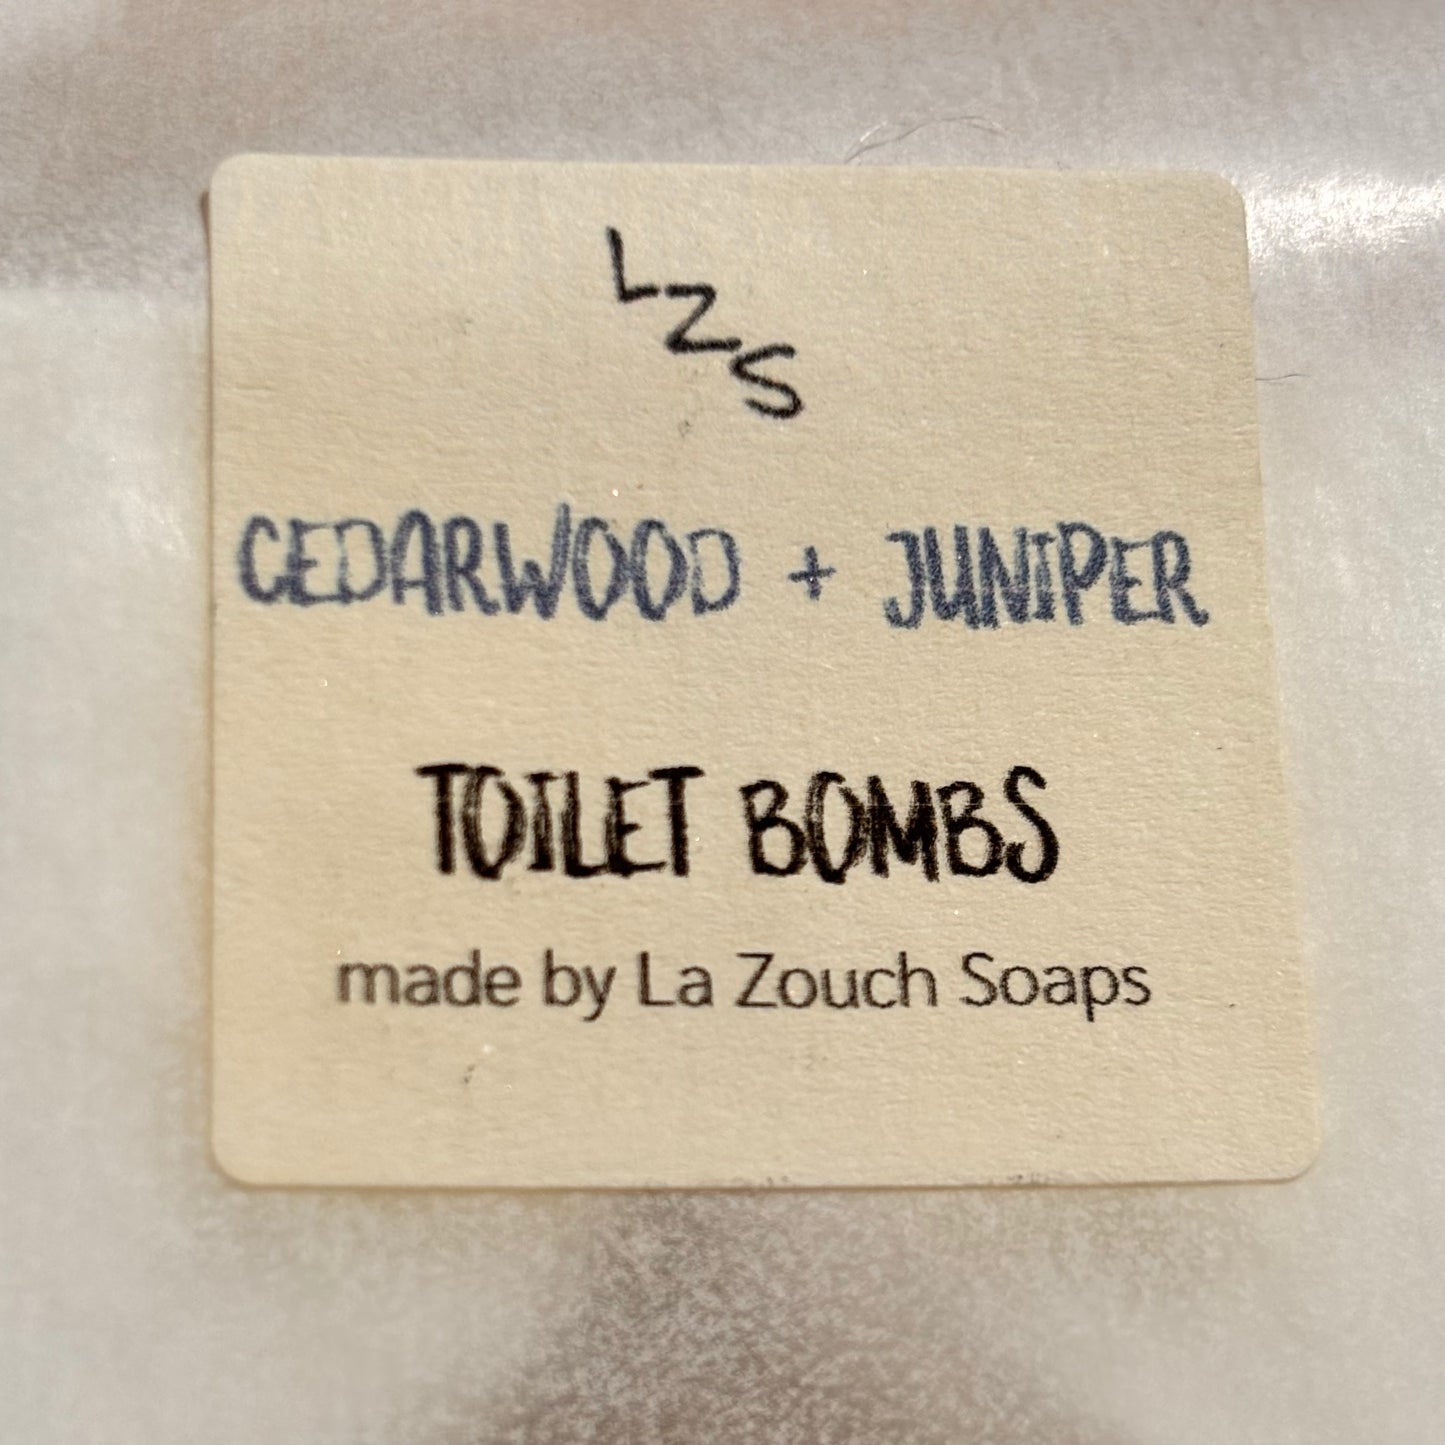 LZS
CEDARWOOD + JUNIPER
TOILET BOMBS
made by La Zouch Soaps